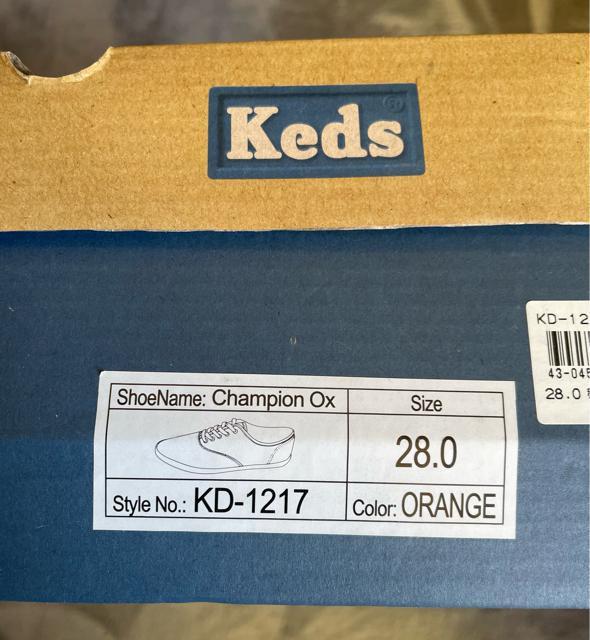 Keds®
KD-12
43-045
28.0
ShoeName: Champion Ox
Size
28.0
Style No.: KD-1217
Color: ORANGE